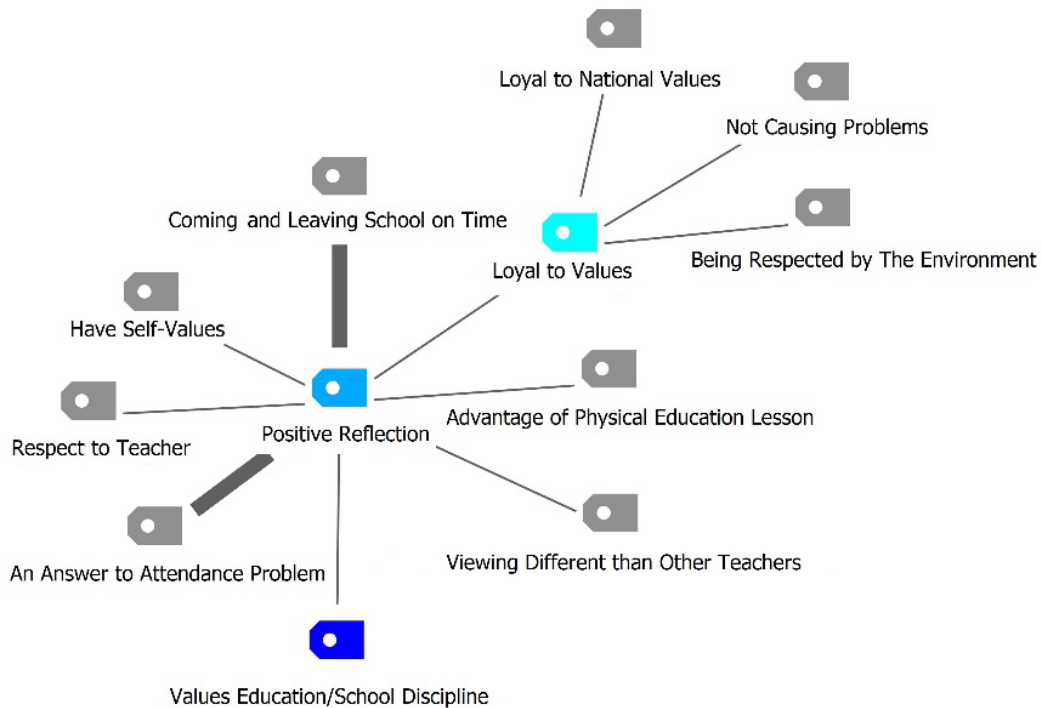 Loyal to National Values
Not Causing Problems
Coming and Leaving School on Time
Being Respected by The Environment
Loyal to Values
Have Self-Values
Advantage of Physical Education Lesson
Positive Reflection
Respect to Teacher
Viewing Different than Other Teachers
An Answer to Attendance Problem
Values Education/School Discipline